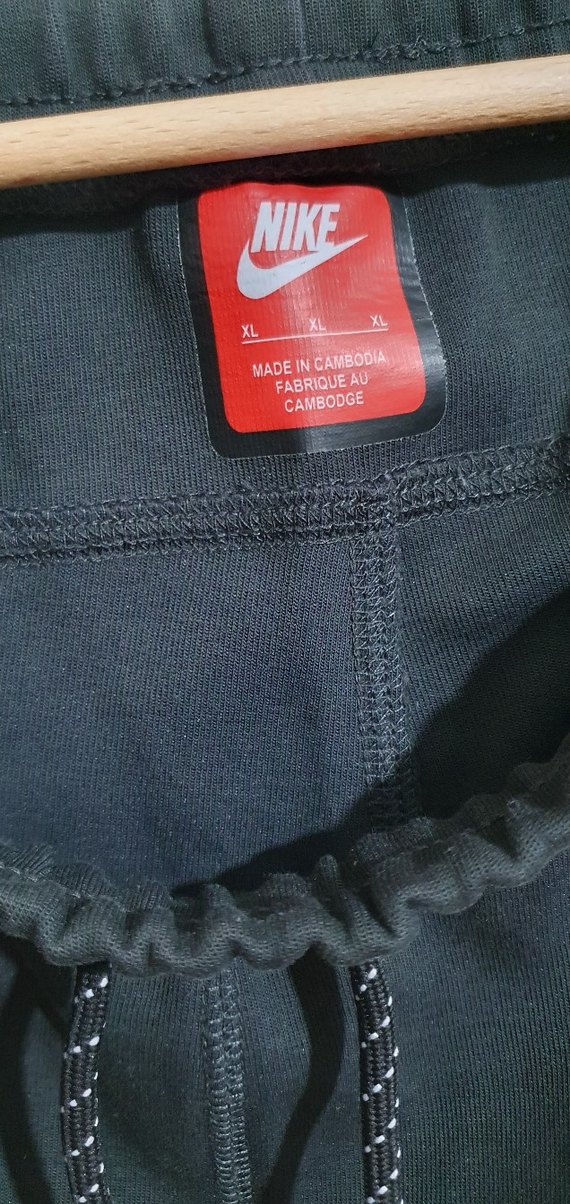 NIKE
XL XL XL
MADE IN CAMBODIA
FABRIQUE AU
CAMBODGE